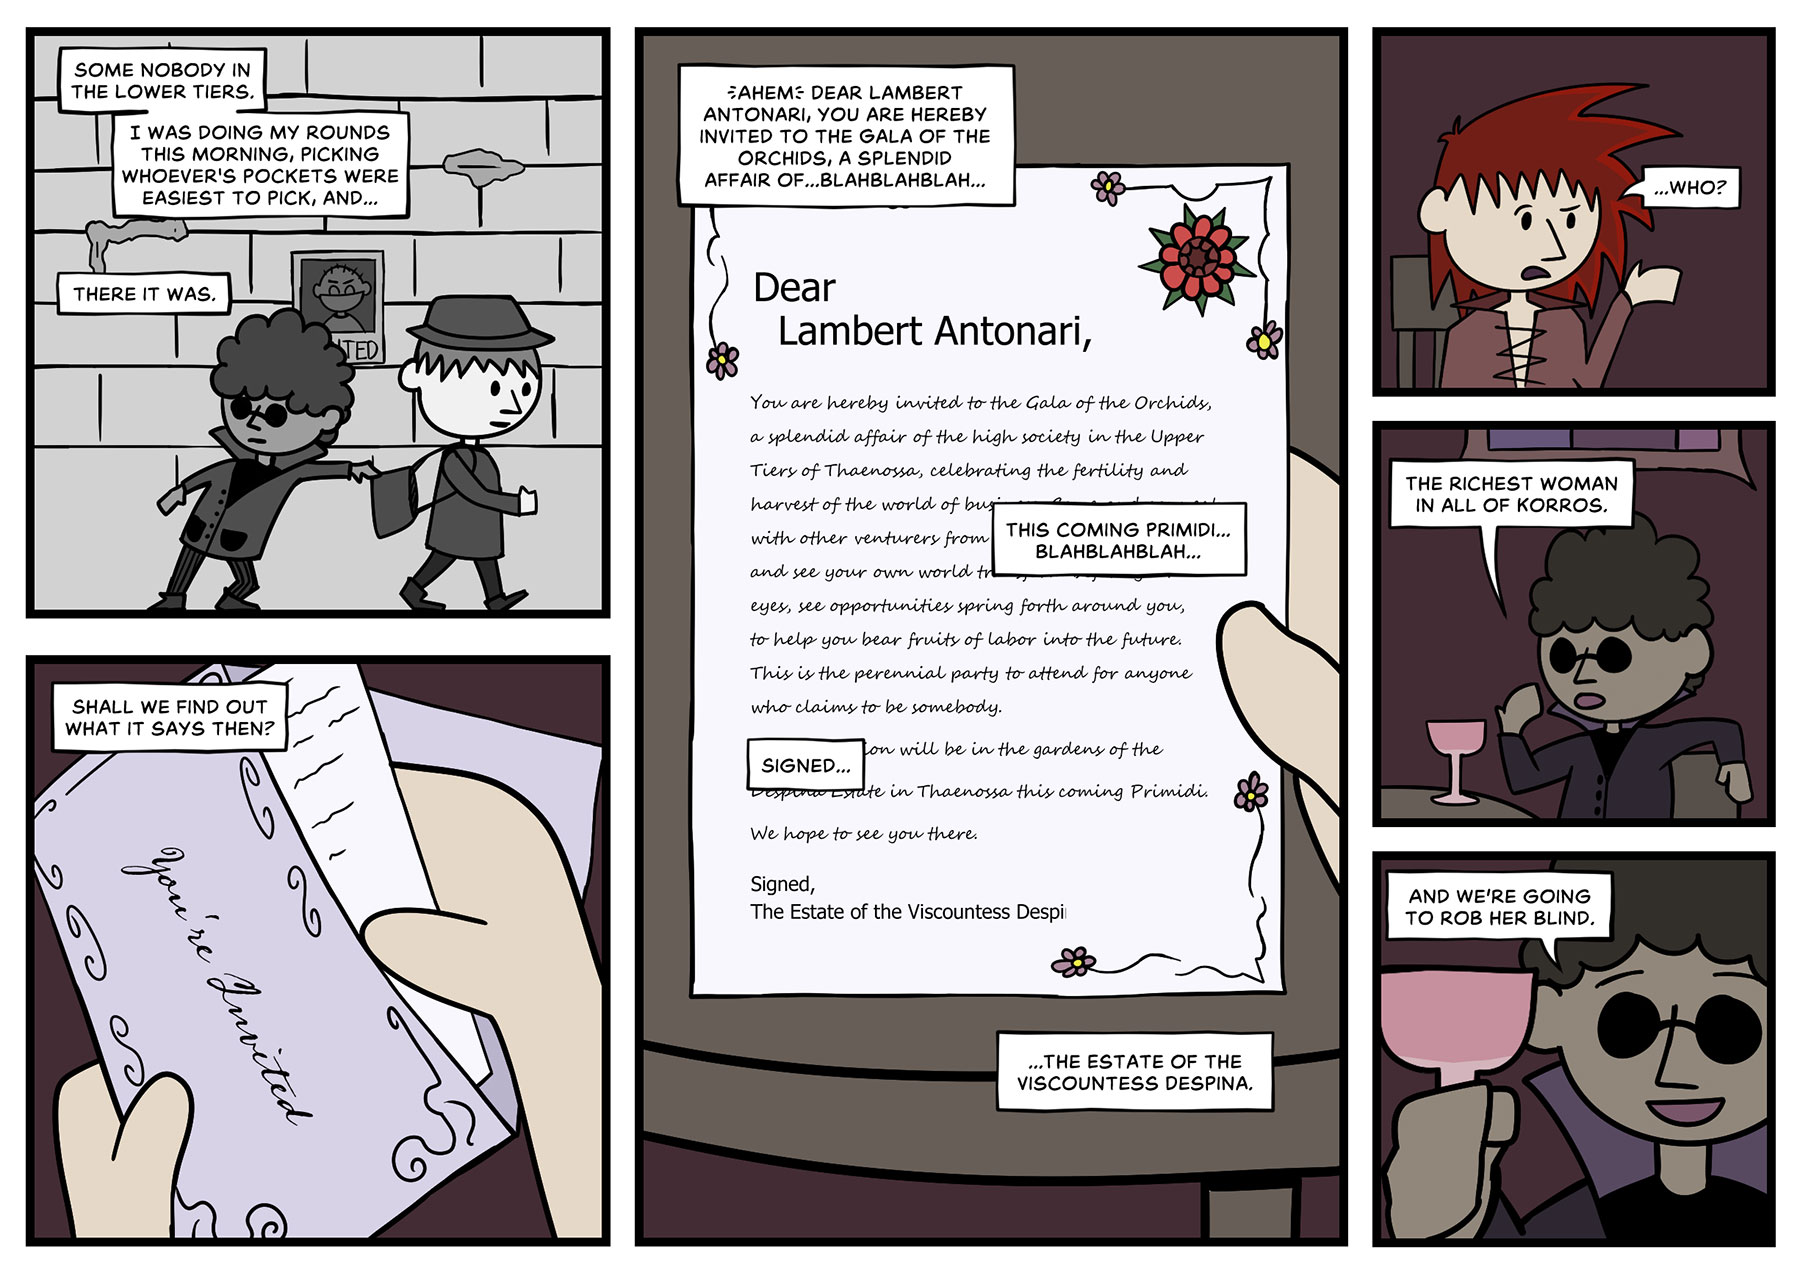 SOME NOBODY IN
THE LOWER TIERS.
I WAS DOING MY ROUNDS
THIS MORNING, PICKING
WHOEVER'S POCKETS WERE
EASIEST TO PICK, AND...
THERE IT WAS.
TED
SHALL WE FIND OUT
WHAT IT SAYS THEN?
You're Invited
AHEM DEAR LAMBERT
ANTONARI, YOU ARE HEREBY
INVITED TO THE GALA OF THE
ORCHIDS, A SPLENDID
AFFAIR OF...BLAHBLAHBLAH...
Dear
Lambert Antonari,
You are hereby invited to the Gala of the Orchids,
a splendid affair of the high society in the Upper
Tiers of Thaenossa, celebrating the fertility and
harvest of the world of
with other venturers from
THIS COMING PRIMIDI...
BLAHBLAHBLAH...
and see your own world
eyes, see opportunities spring forth around you,
to help you bear fruits of labor into the future.
This is the perennial party to attend for anyone
who claims to be somebody.
SIGNED...
will be in the gardens of the
Despina Estate in Thaenossa this coming Primidi.
We hope to see you there.
Signed,
The Estate of the Viscountess Despi
...THE ESTATE OF THE
VISCOUNTESS DESPINA.
...WHO?
THE RICHEST WOMAN
IN ALL OF KORROS.
AND WE'RE GOING
TO ROB HER BLIND.